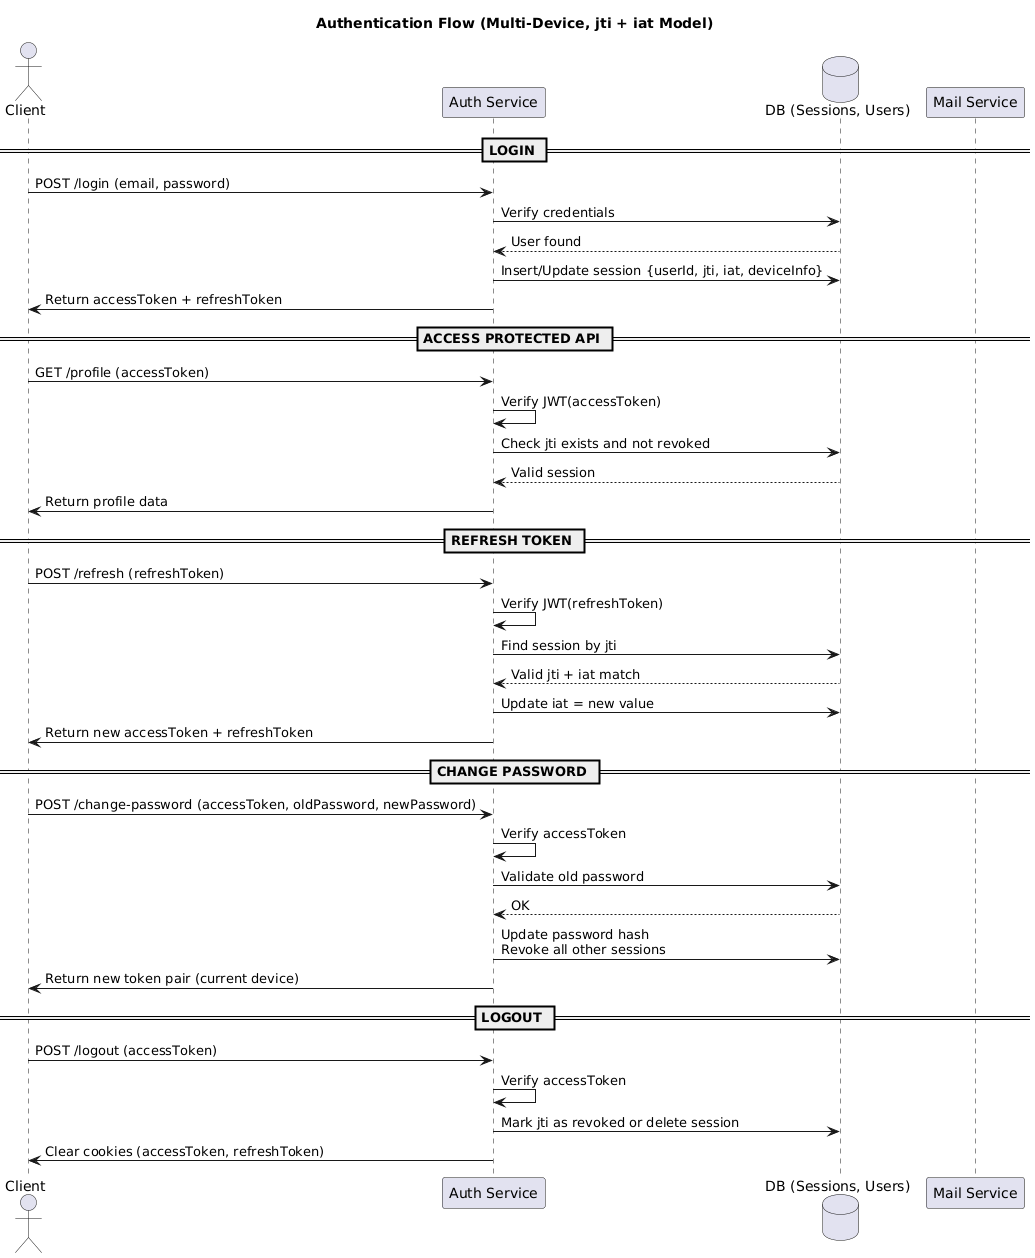 Authentication Flow (Multi-Device, jti + iat Model)
Client
Auth Service
DB (Sessions, Users)
Mail Service
LOGIN
POST /login (email, password)
Verify credentials
User found
Insert/Update session {userId, jti, iat, deviceInfo}
Return accessToken + refreshToken
ACCESS PROTECTED API
GET /profile (accessToken)
Verify JWT(accessToken)
Check jti exists and not revoked
Valid session
Return profile data
REFRESH TOKEN
POST /refresh (refreshToken)
Verify JWT(refreshToken)
Find session by jti
Valid jti + iat match
Update iat = new value
Return new accessToken + refreshToken
CHANGE PASSWORD
POST /change-password (accessToken, oldPassword, newPassword)
Verify accessToken
Validate old password
OK
Update password hash
Revoke all other sessions
Return new token pair (current device)
LOGOUT
POST /logout (accessToken)
Verify accessToken
Mark jti as revoked or delete session
Clear cookies (accessToken, refreshToken)
Client
Auth Service
DB (Sessions, Users)
Mail Service